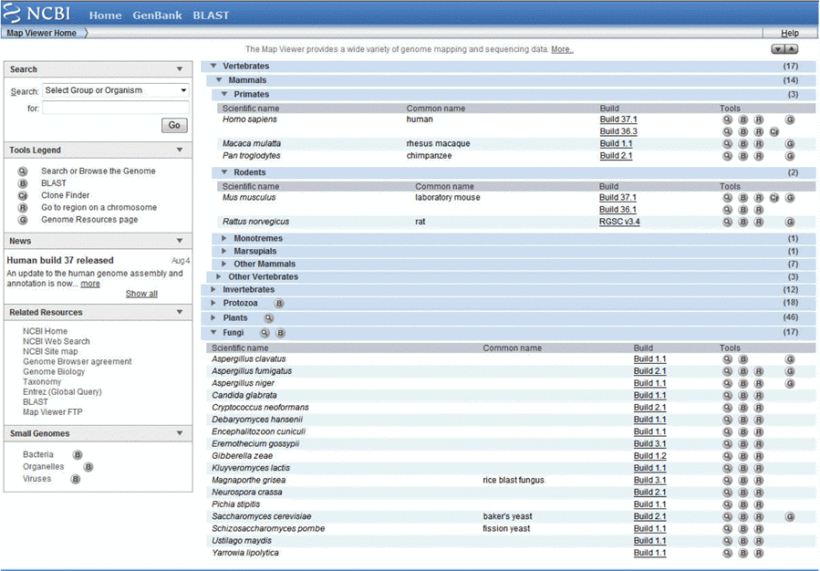 NCBI Home GenBank BLAST
Map Viewer Home Help
The Map Viewer provides a wide variety of genome mapping and sequencing data. More..
Search
Search: Select Group or Organism
for:
Go
Tools Legend
Q Search or Browse the Genome
B BLAST
Cf Clone Finder
R Go to region on a chromosome
G Genome Resources page
News
Human build 37 released Aug 4
An update to the human genome assembly and
annotation is now... more
Show all
Related Resources
NCBI Home
NCBI Web Search
NCBI Site map
Genome Browser agreement
Genome Biology
Taxonomy
Entrez (Global Query)
BLAST
Map Viewer FTP
Small Genomes
Bacteria B
Organelles B
Viruses B
Vertebrates (17)
Mammals (14)
Primates (3)
Scientific name Common name Build Tools
Homo sapiens human Build 37.1 Q B R G
Build 36.3 Q B R Cf
Macaca mulatta rhesus macaque Build 1.1 Q B R G
Pan troglodytes chimpanzee Build 2.1 Q B R G
Rodents (2)
Scientific name Common name Build Tools
Mus musculus laboratory mouse Build 37.1 Q B R Cf G
Build 36.1 Q B R
Rattus norvegicus rat RGSC v3.4 Q B R G
Monotremes (1)
Marsupials (1)
Other Mammals (7)
Other Vertebrates (3)
Invertebrates (12)
Protozoa B (18)
Plants Q (46)
Fungi Q B (17)
Scientific name Common name Build Tools
Aspergillus clavatus Build 1.1 Q B G
Aspergillus fumigatus Build 2.1 Q B R G
Aspergillus niger Build 1.1 Q B R G
Candida glabrata Build 1.1 Q B R
Cryptococcus neoformans Build 2.1 Q B R
Debaryomyces hansenii Build 1.1 Q B R
Encephalitozoon cuniculi Build 1.1 Q B R
Eremothecium gossypii Build 3.1 Q B R
Gibberella zeae Build 1.2 Q B R
Kluyveromyces lactis Build 1.1 Q B R
Magnaporthe grisea rice blast fungus Build 3.1 Q B R
Neurospora crassa Build 2.1 Q B R
Pichia stipitis Build 1.1 Q B R
Saccharomyces cerevisiae baker's yeast Build 2.1 Q B R G
Schizosaccharomyces pombe fission yeast Build 1.1 Q B R
Ustilago maydis Build 1.1 Q B R
Yarrowia lipolytica Build 1.1 Q B R